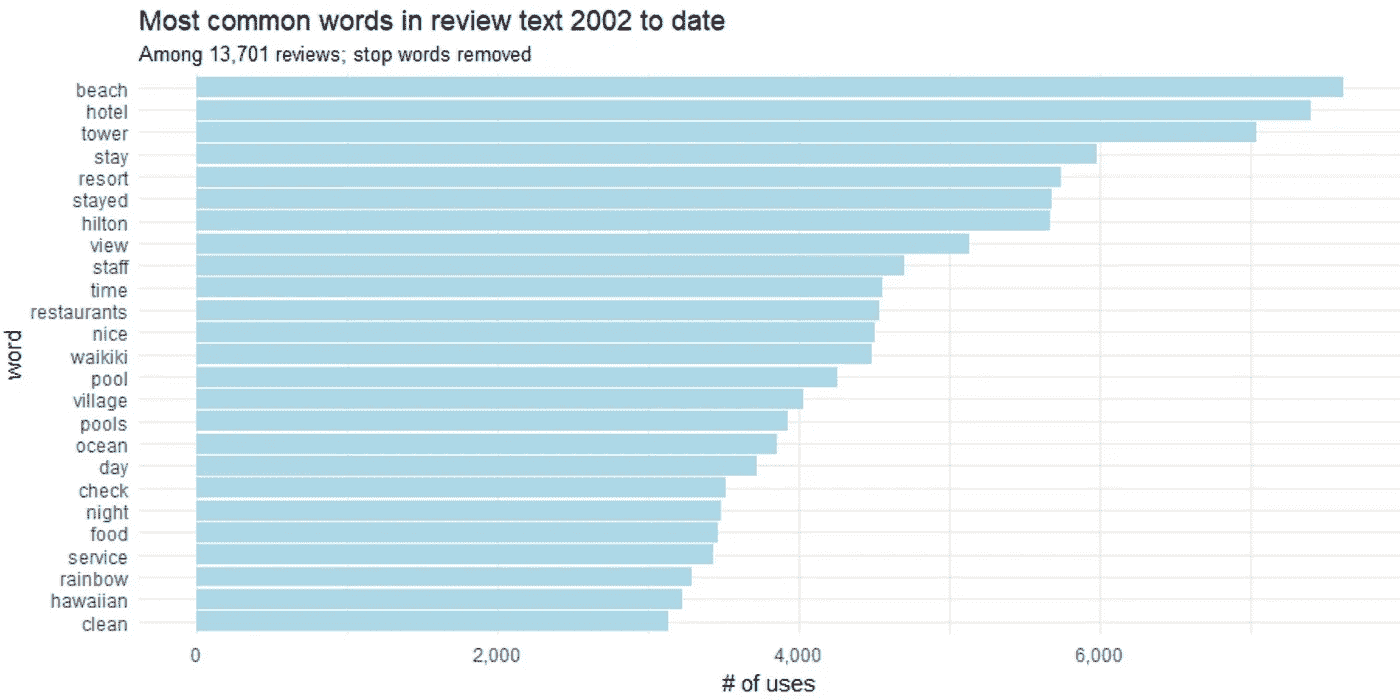 Most common words in review text 2002 to date
Among 13,701 reviews; stop words removed
beach
hotel
tower
stay
resort
stayed
hilton
view
staff
time
restaurants
nice
waikiki
pool
village
pools
ocean
day
check
night
food
service
rainbow
hawaiian
clean
word
0 2,000 4,000 6,000
# of uses